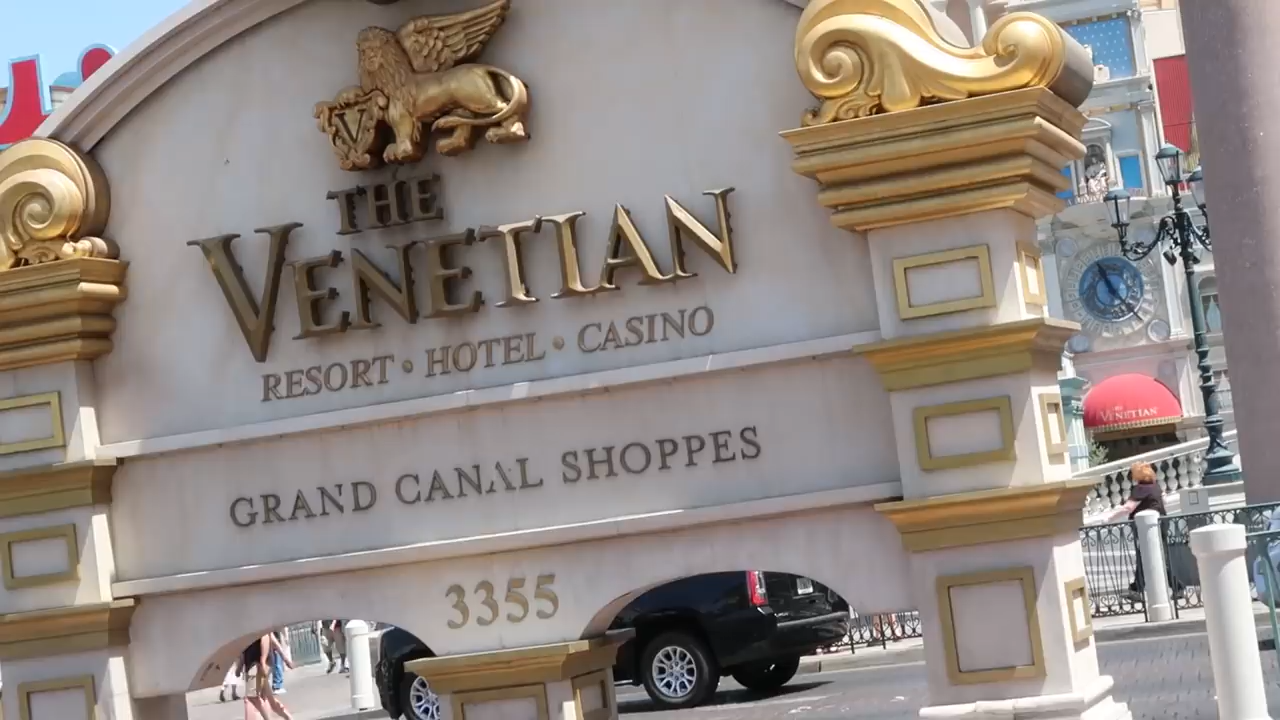 V
THE
VENETIAN
RESORT · HOTEL · CASINO
GRAND CANAL SHOPPES
3355
VENETIAN